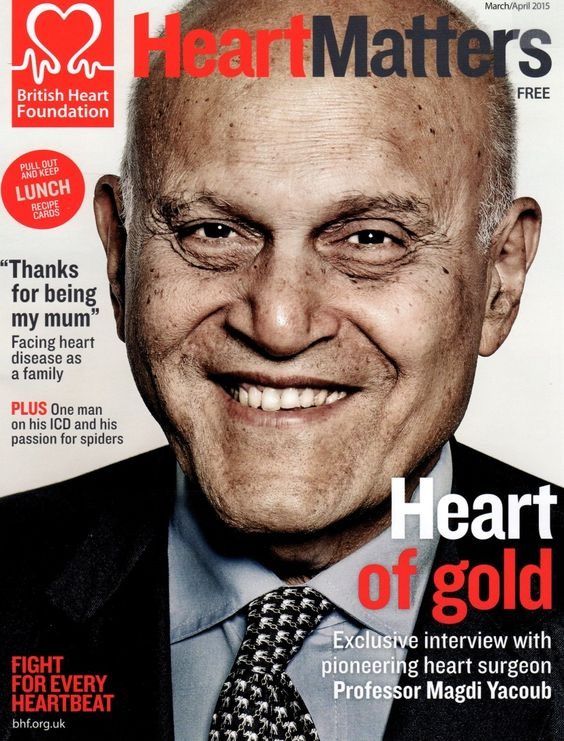 March/April 2015
HeartMatters
FREE
British Heart
Foundation
PULL OUT
AND KEEP
LUNCH
RECIPE
CARDS
“Thanks
for being
my mum”
Facing heart
disease as
a family
PLUS One man
on his ICD and his
passion for spiders
Heart
of gold
Exclusive interview with
pioneering heart surgeon
Professor Magdi Yacoub
FIGHT
FOR EVERY
HEARTBEAT
bhf.org.uk